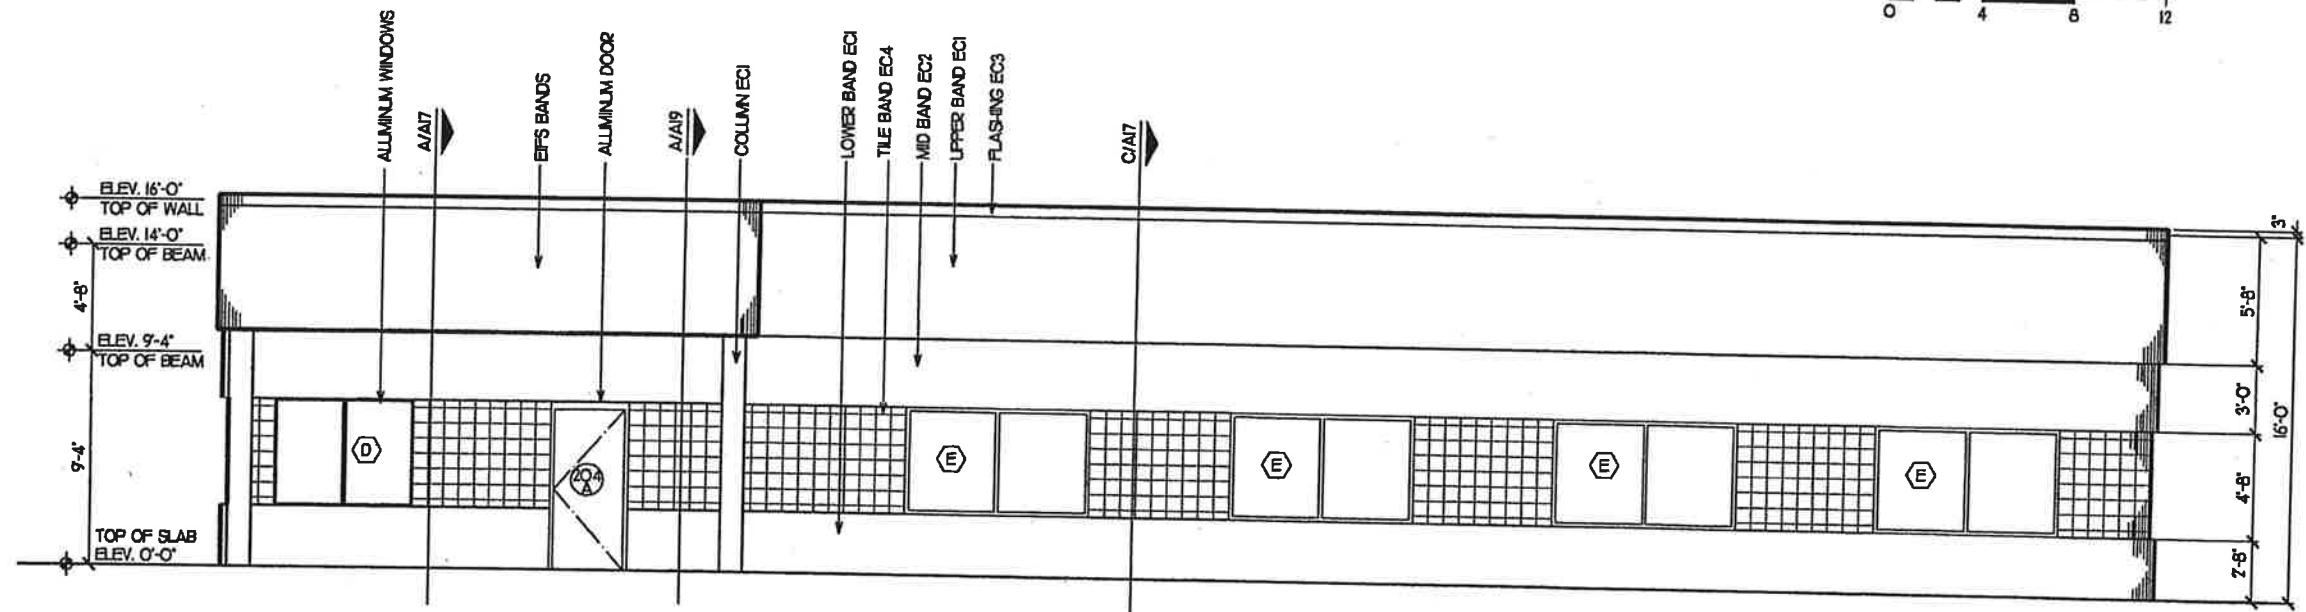 0 4 8 12
ALUMINUM WINDOWS
A/A17
EIFS BANDS
ALUMINUM DOOR
A/A19
COLUMN EC1
LOWER BAND EC1
TILE BAND EC4
MID BAND EC2
UPPER BAND EC1
FLASHING EC3
C/A17
ELEV. 16'-0"
TOP OF WALL
ELEV. 14'-0"
TOP OF BEAM
4'-8"
ELEV. 9'-4"
TOP OF BEAM
9'-4"
TOP OF SLAB
ELEV. 0'-0"
D
204
A
E
E
E
E
3"
5'-8"
3'-0"
16'-0"
4'-8"
2'-8"